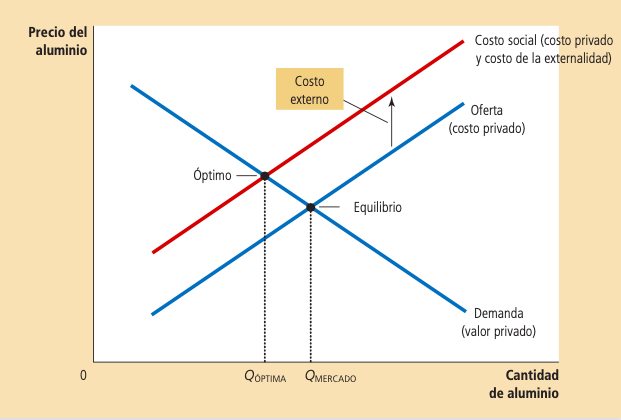 Precio del
aluminio
Costo social (costo privado
y costo de la externalidad)
Costo
externo
Oferta
(costo privado)
Óptimo
Equilibrio
Demanda
(valor privado)
0
QÓPTIMA
QMERCADO
Cantidad
de aluminio